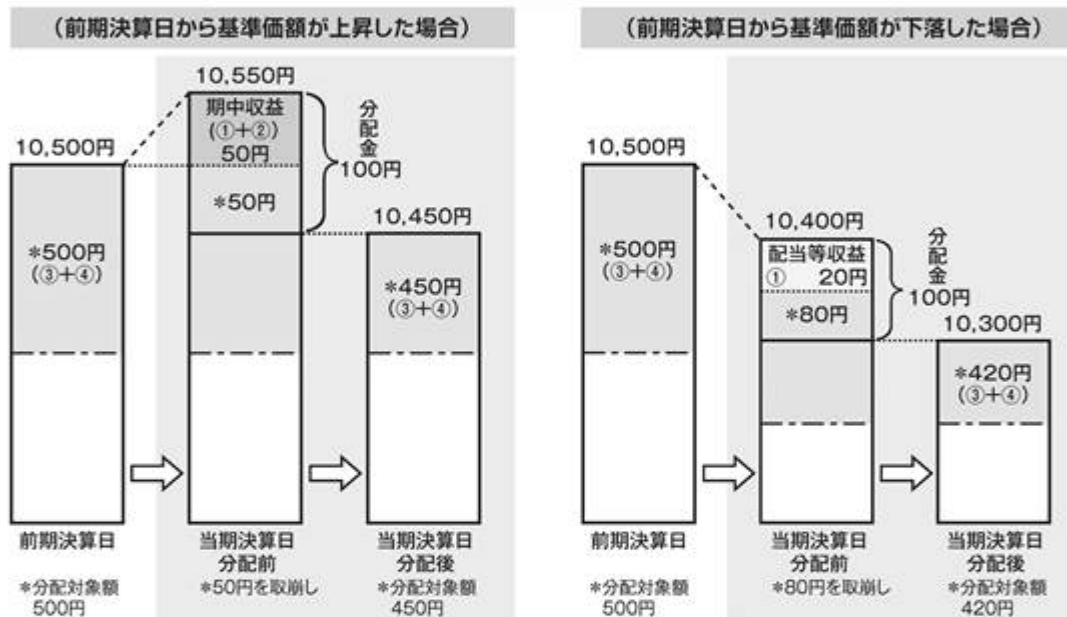 (前期決算日から基準価額が上昇した場合)
10,550円
期中収益
(①+②)
50円
*50円
分配金
100円
10,500円
*500円
(③+④)
10,450円
*450円
(③+④)
前期決算日
*分配対象額
500円
当期決算日
分配前
*50円を取崩し
当期決算日
分配後
*分配対象額
450円
(前期決算日から基準価額が下落した場合)
10,500円
*500円
(③+④)
10,400円
配当等収益
① 20円
*80円
分配金
100円
10,300円
*420円
(③+④)
前期決算日
*分配対象額
500円
当期決算日
分配前
*80円を取崩し
当期決算日
分配後
*分配対象額
420円